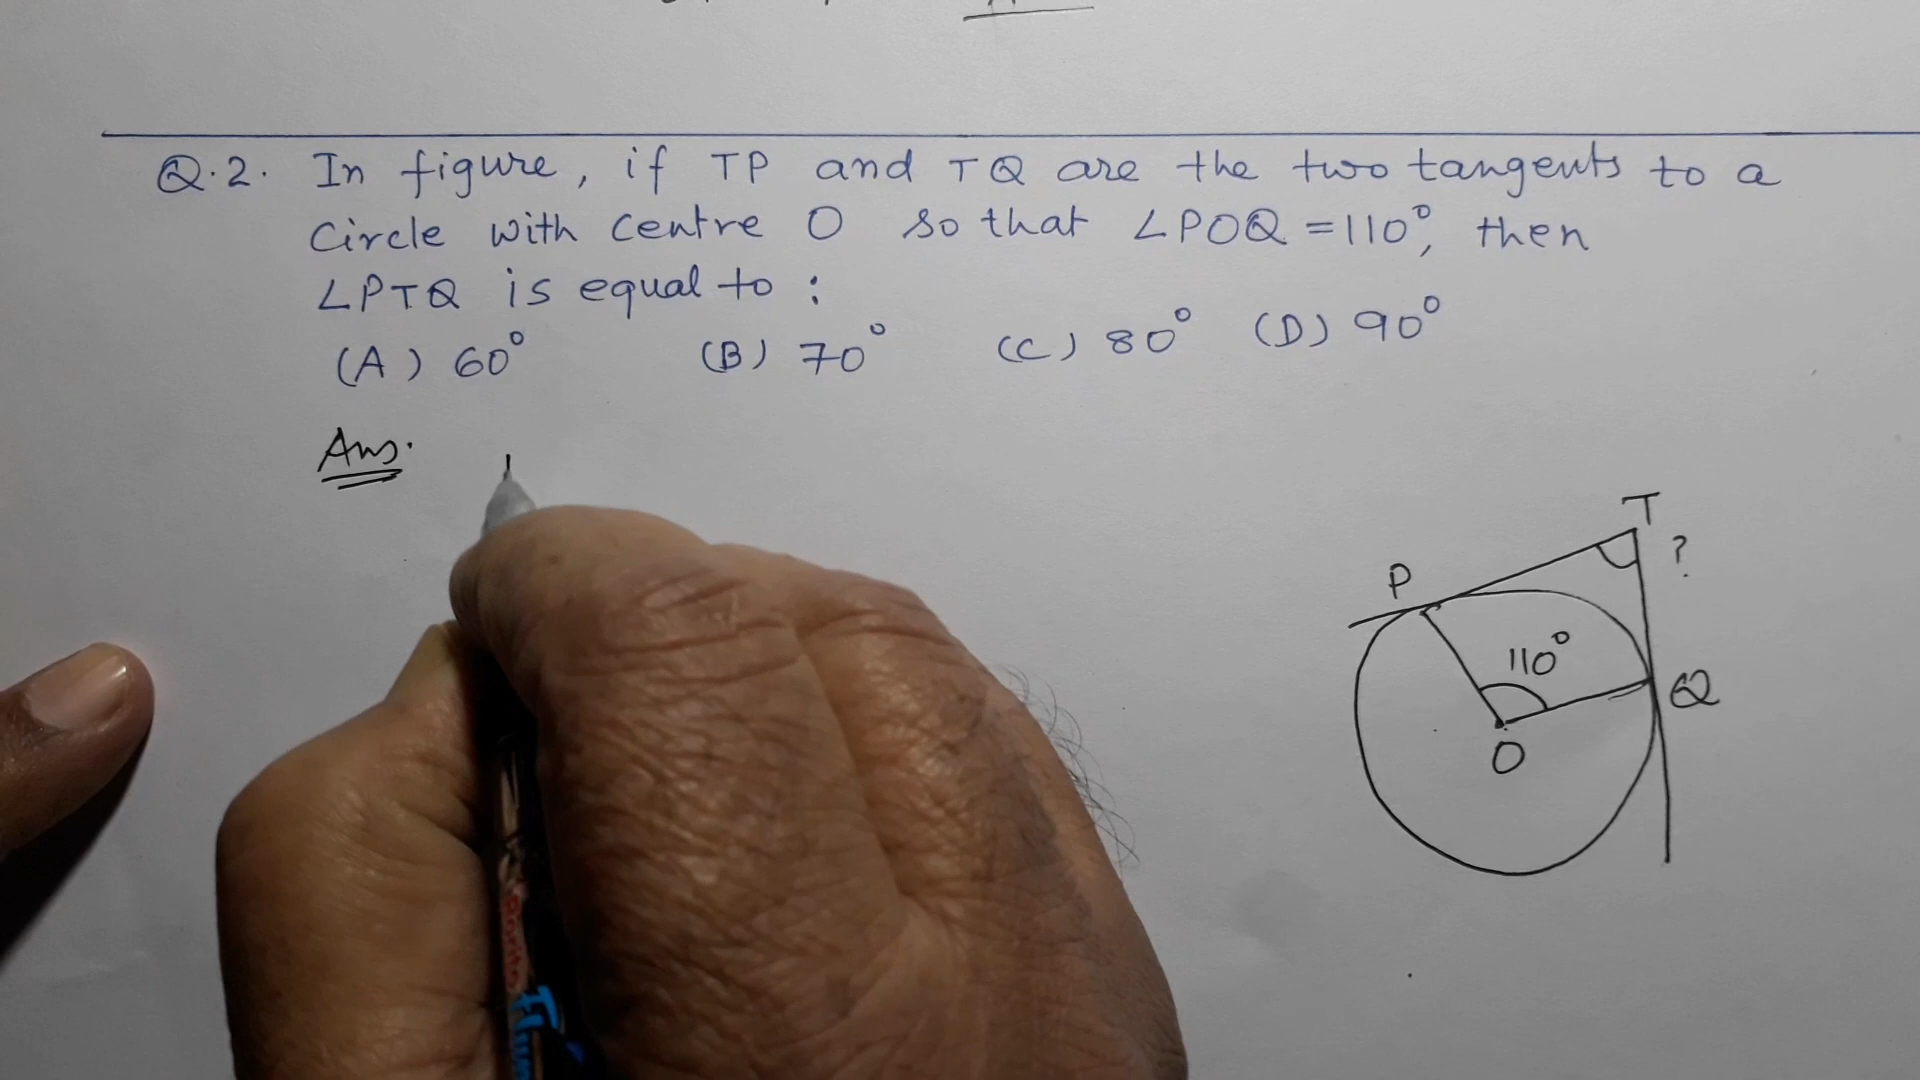 Q.2. In figure, if TP and TQ are the two tangents to a
Circle with Centre O so that ∠POQ = 110°, then
∠PTQ is equal to :
(A) 60° (B) 70° (C) 80° (D) 90°
Ans.
T
?
P
110°
Q
O